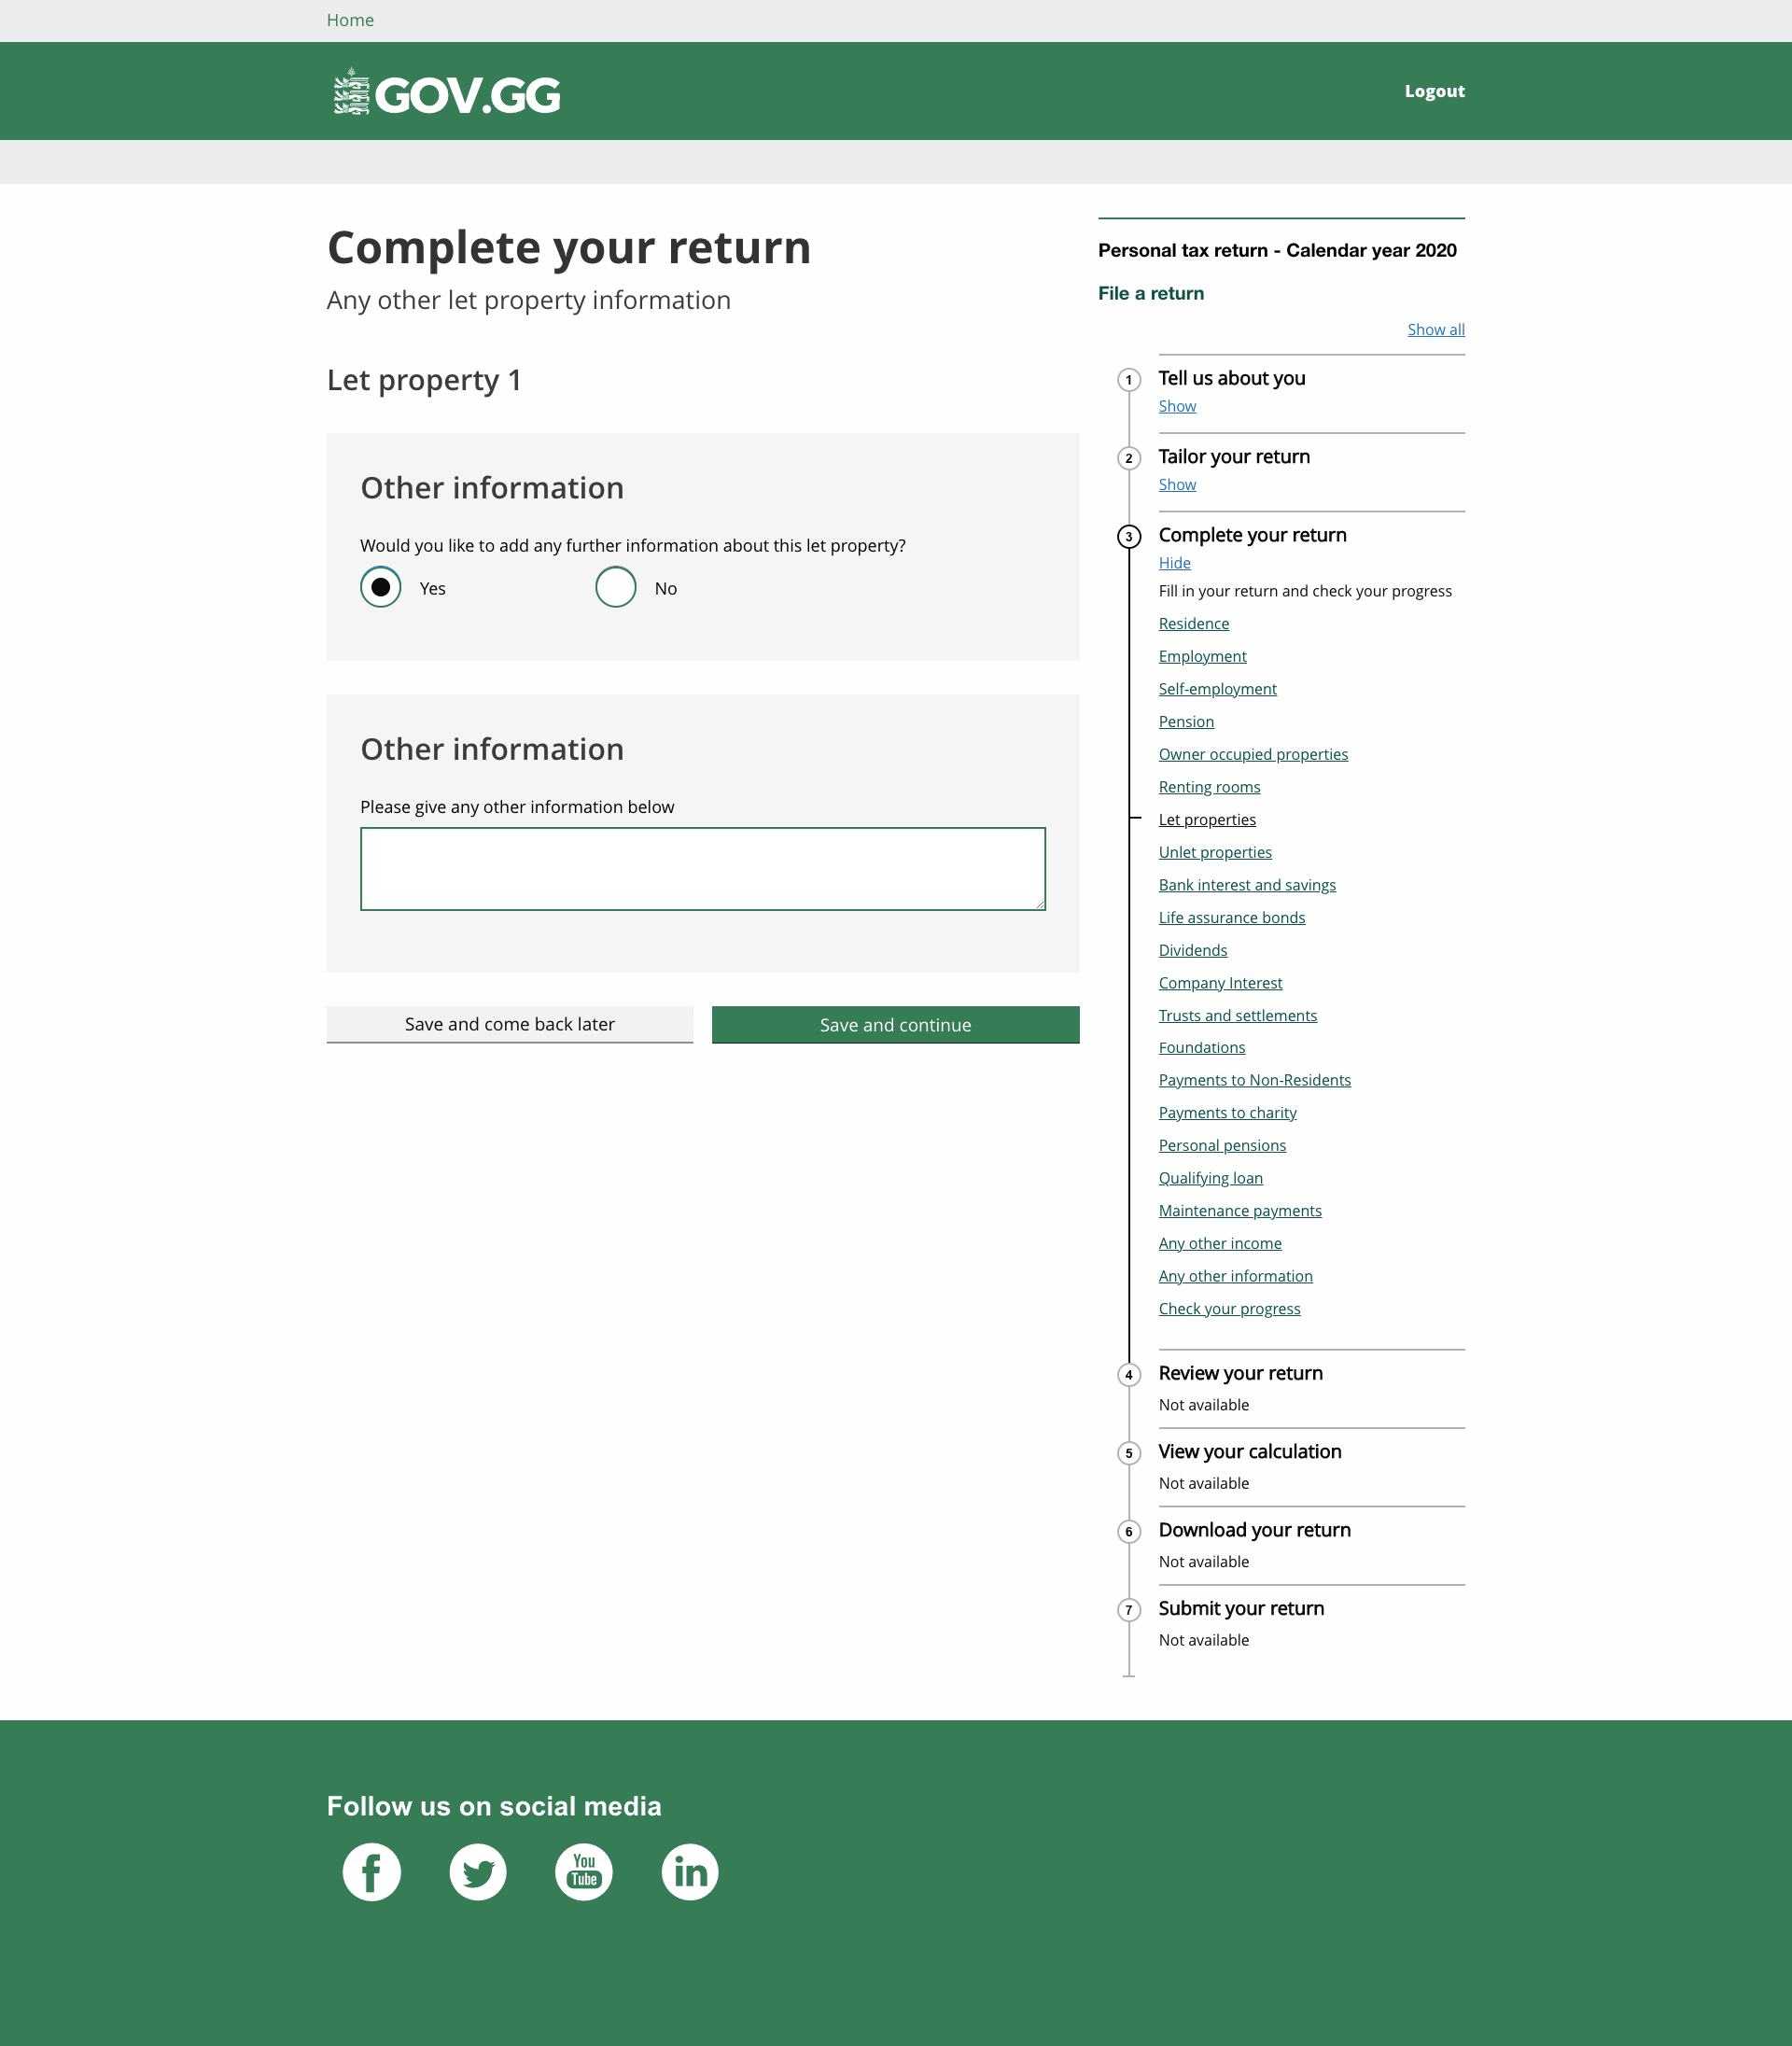 Home
GOV.GG
Logout
Complete your return
Any other let property information
Let property 1
Other information
Would you like to add any further information about this let property?
Yes
No
Other information
Please give any other information below
Save and come back later
Save and continue
Personal tax return - Calendar year 2020
File a return
Show all
1
Tell us about you
Show
2
Tailor your return
Show
3
Complete your return
Hide
Fill in your return and check your progress
Residence
Employment
Self-employment
Pension
Owner occupied properties
Renting rooms
Let properties
Unlet properties
Bank interest and savings
Life assurance bonds
Dividends
Company Interest
Trusts and settlements
Foundations
Payments to Non-Residents
Payments to charity
Personal pensions
Qualifying loan
Maintenance payments
Any other income
Any other information
Check your progress
4
Review your return
Not available
5
View your calculation
Not available
6
Download your return
Not available
7
Submit your return
Not available
Follow us on social media
f
You
Tube
in